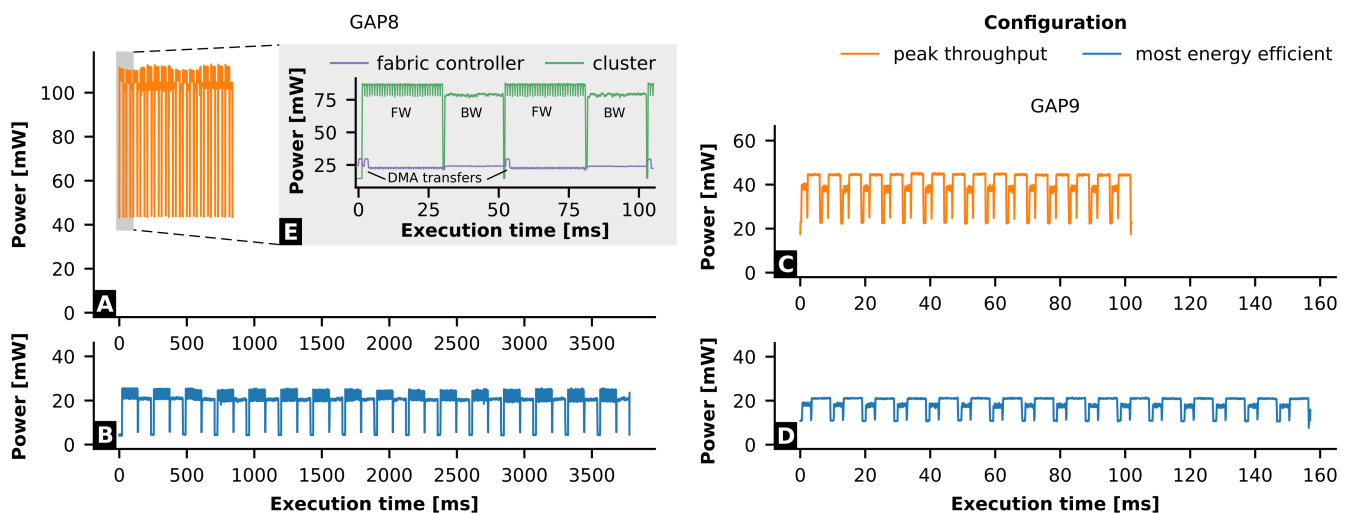 GAP8
Power [mW]
100
80
60
40
20
0
A
0 500 1000 1500 2000 2500 3000 3500
fabric controller cluster
Power [mW]
75
50
25
FW BW FW BW
DMA transfers
0 25 50 75 100
Execution time [ms]
E
Power [mW]
40
20
0
B
0 500 1000 1500 2000 2500 3000 3500
Execution time [ms]
Configuration
peak throughput most energy efficient
GAP9
Power [mW]
60
40
20
0
C
0 20 40 60 80 100 120 140 160
Power [mW]
40
20
0
D
0 20 40 60 80 100 120 140 160
Execution time [ms]